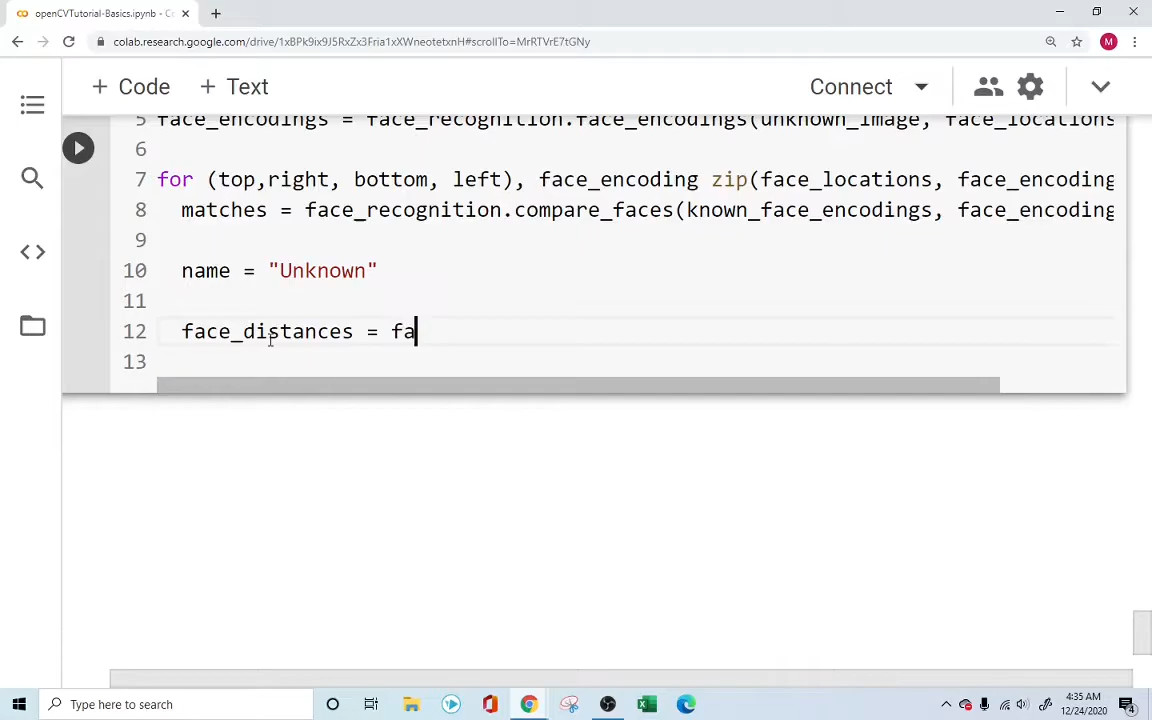 openCVTutorial-Basics.ipynb - C
colab.research.google.com/drive/1xBPk9ix9J5RxZx3Fria1xXWneotetxnH#scrollTo=MrRTVrE7tGNy
M
+ Code + Text
Connect
5 face_encodings = face_recognition.face_encodings(unknown_image, face_locations
6
7 for (top,right, bottom, left), face_encoding zip(face_locations, face_encoding
8 matches = face_recognition.compare_faces(known_face_encodings, face_encoding
9
10 name = "Unknown"
11
12 face_distances = fa
13
Type here to search
4:35 AM
12/24/2020
4